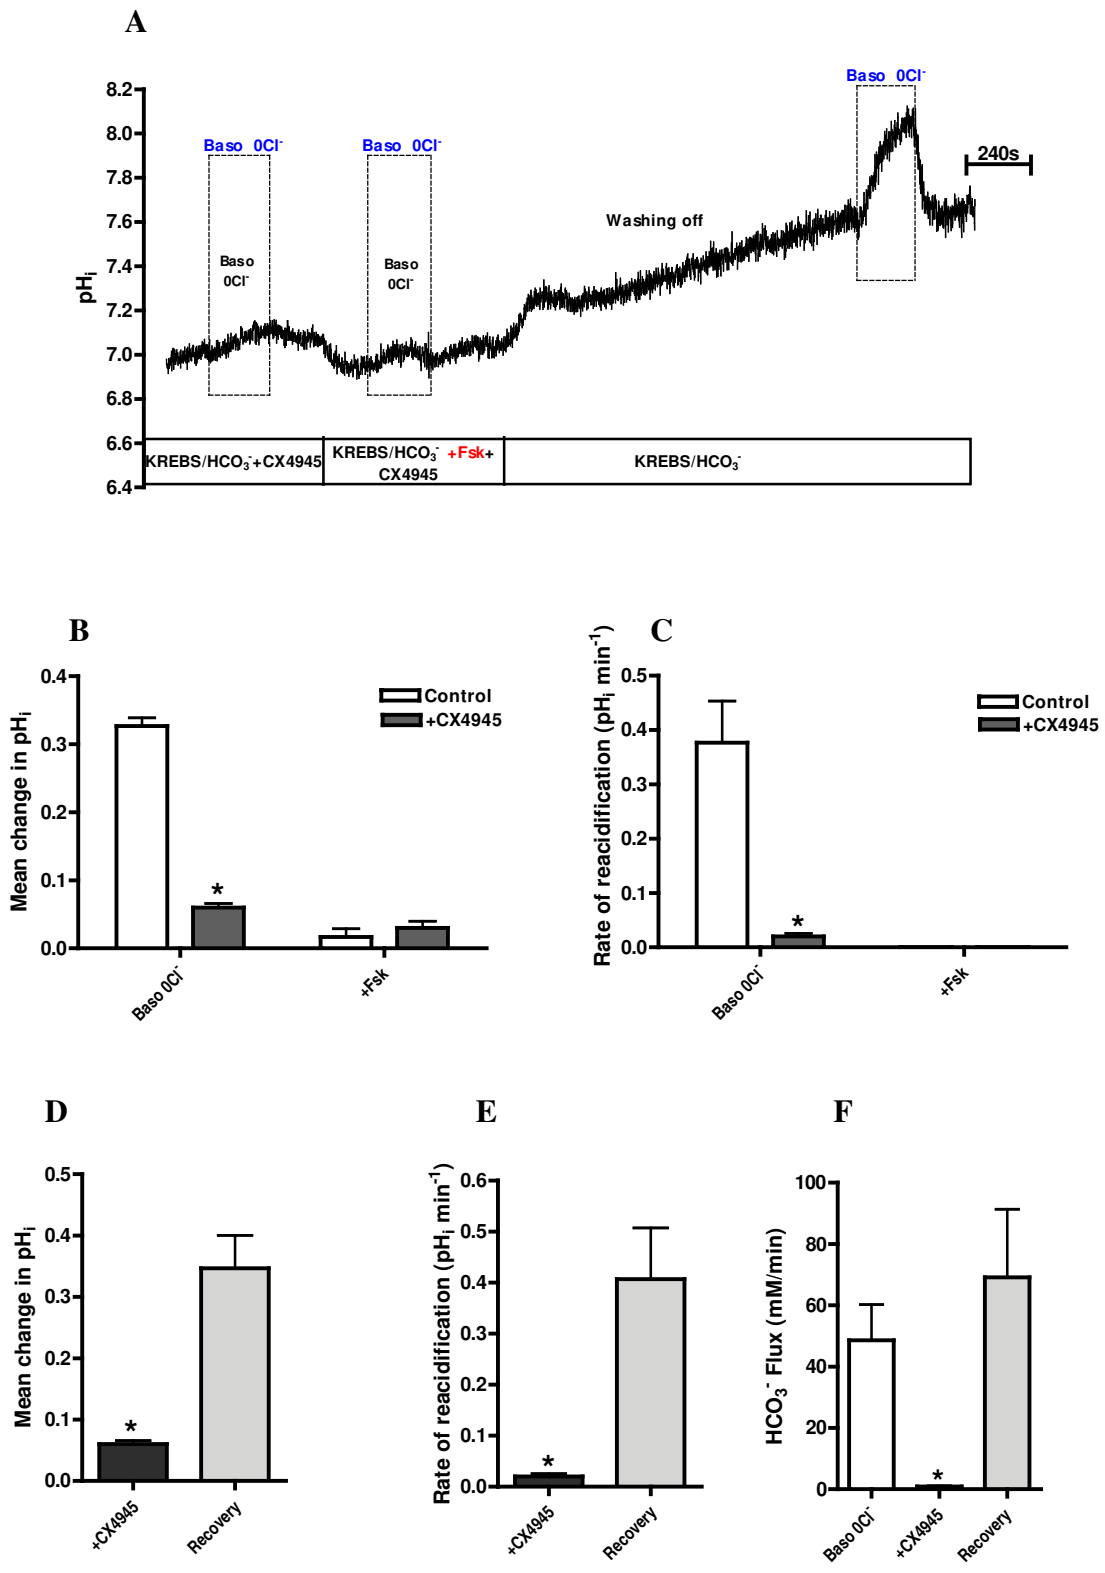 A
Baso 0Cl⁻
8.2
8.0
Baso 0Cl⁻
Baso 0Cl⁻
240s
7.8
7.6
Washing off
7.4
Baso
0Cl⁻
Baso
0Cl⁻
pHᵢ
7.2
7.0
6.8
6.6
KREBS/HCO₃⁻+CX4945
KREBS/HCO₃⁻ +Fsk+
CX4945
KREBS/HCO₃⁻
6.4
B
Mean change in pHᵢ
0.4
0.3
0.2
0.1
0.0
Control
+CX4945
*
Baso 0Cl⁻
+Fsk
C
Rate of reacidification (pHᵢ min⁻¹)
0.5
0.4
0.3
0.2
0.1
0.0
Control
+CX4945
*
Baso 0Cl⁻
+Fsk
D
Mean change in pHᵢ
0.5
0.4
0.3
0.2
0.1
0.0
*
+CX4945
Recovery
E
Rate of reacidification (pHᵢ min⁻¹)
0.6
0.5
0.4
0.3
0.2
0.1
0.0
*
+CX4945
Recovery
F
HCO₃⁻ Flux (mM/min)
100
80
60
40
20
0
*
Baso 0Cl⁻
+CX4945
Recovery